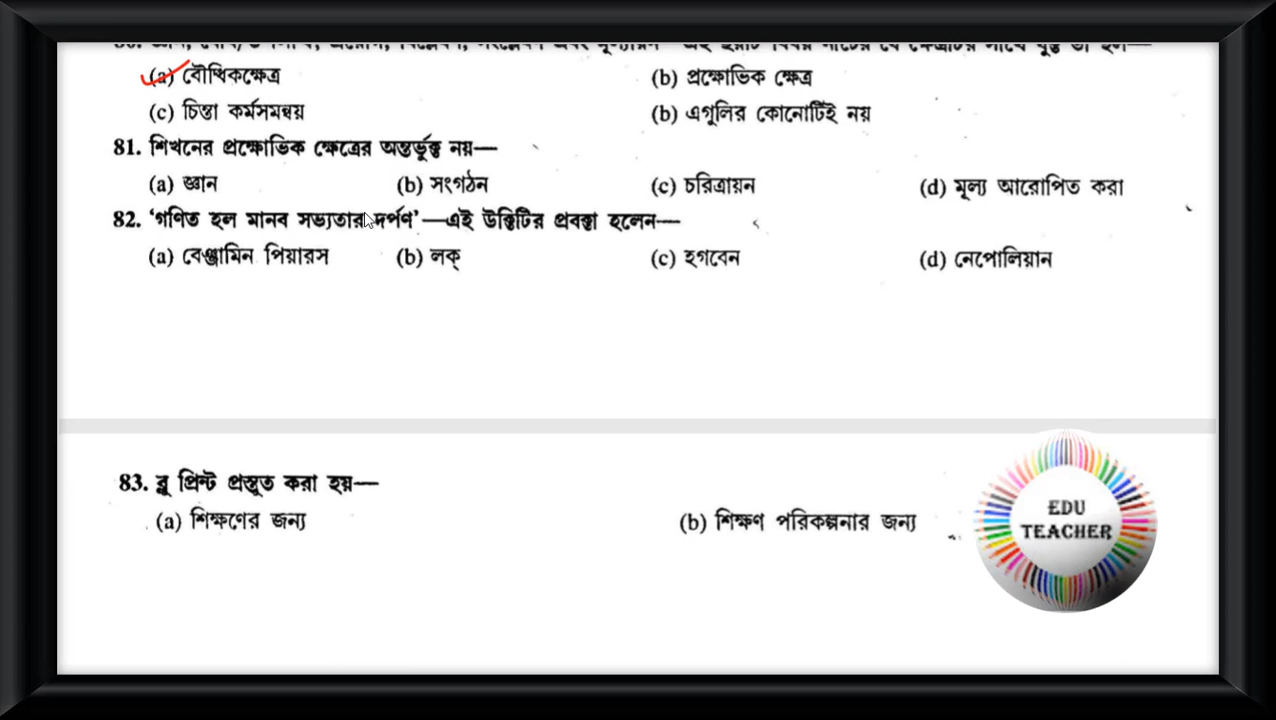 (a) বৌধিকক্ষেত্র (b) প্রক্ষোভিক ক্ষেত্র
(c) চিন্তা কর্মসমন্বয় (b) এগুলির কোনোটিই নয়
81. শিখনের প্রক্ষোভিক ক্ষেত্রের অন্তর্ভুক্ত নয়—
(a) জ্ঞান (b) সংগঠন (c) চরিত্রায়ন (d) মূল্য আরোপিত করা
82. ‘গণিত হল মানব সভ্যতার দর্পণ’—এই উক্তিটির প্রবক্তা হলেন—
(a) বেঞ্জামিন পিয়ারস (b) লক্ (c) হগবেন (d) নেপোলিয়ান
83. ব্লু প্রিন্ট প্রস্তুত করা হয়—
(a) শিক্ষণের জন্য (b) শিক্ষণ পরিকল্পনার জন্য
EDU
TEACHER